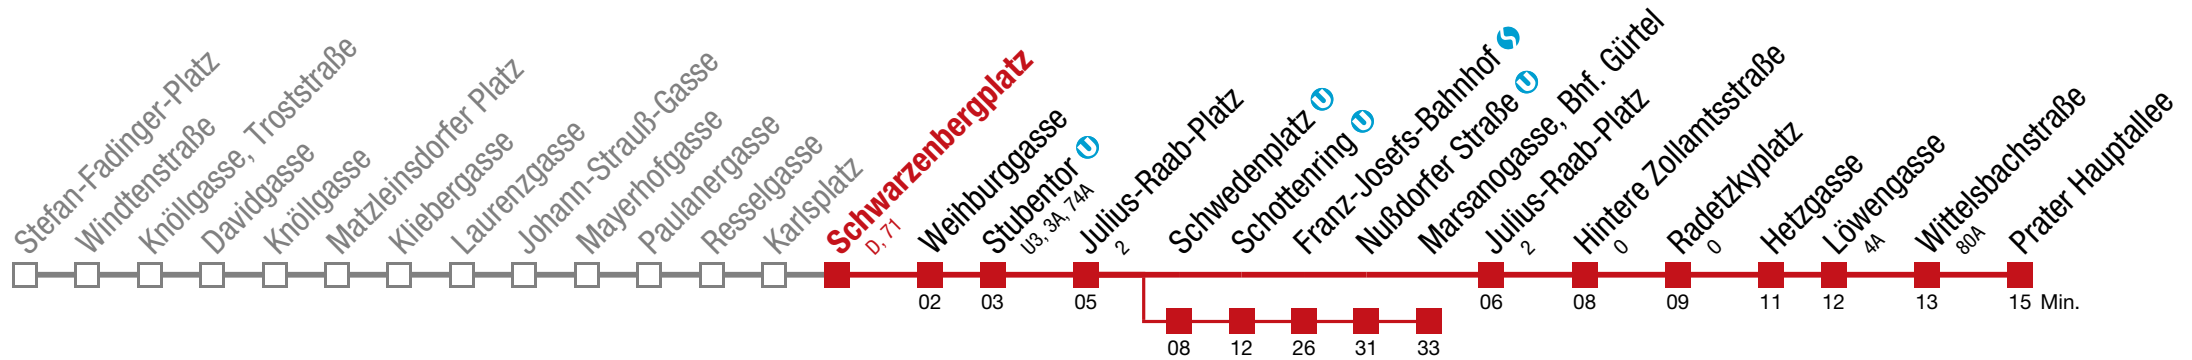 Stefan-Fadinger-Platz
Windtenstraße
Knöllgasse, Troststraße
Davidgasse
Knöllgasse
Matzleinsdorfer Platz
Kliebergasse
Laurenzgasse
Johann-Strauß-Gasse
Mayerhofgasse
Paulanergasse
Resselgasse
Karlsplatz
Schwarzenbergplatz
D, 71
Weihburggasse
Stubentor U
U3, 3A, 74A
Julius-Raab-Platz
2
Schwedenplatz U
Schottenring U
Franz-Josefs-Bahnhof S
Nußdorfer Straße U
Marsanogasse, Bhf. Gürtel
Julius-Raab-Platz
2
Hintere Zollamtsstraße
0
Radetzkyplatz
0
Hetzgasse
Löwengasse
4A
Wittelsbachstraße
80A
Prater Hauptallee
02 03 05 06 08 09 11 12 13 15 Min.
08 12 26 31 33